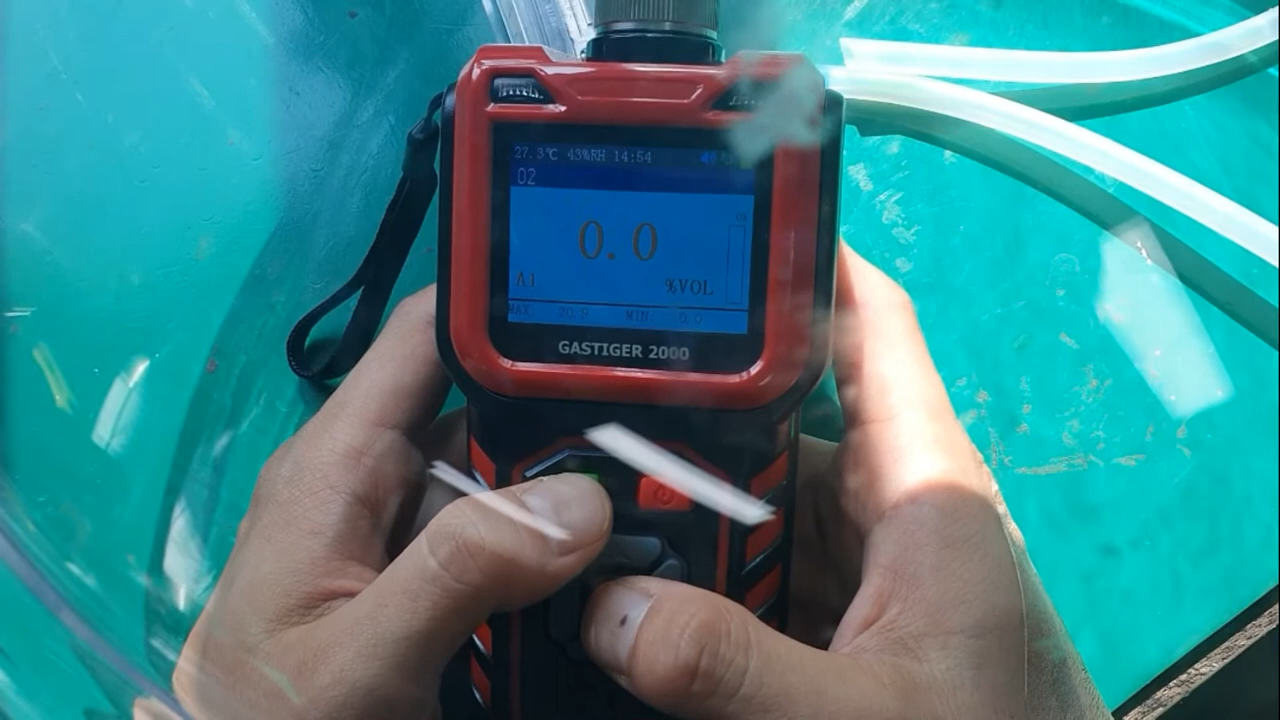 27.3℃ 43%RH 14:54
O2
0.0
A1 %VOL
MAX: 20.9 MIN: 0.0
GASTIGER 2000